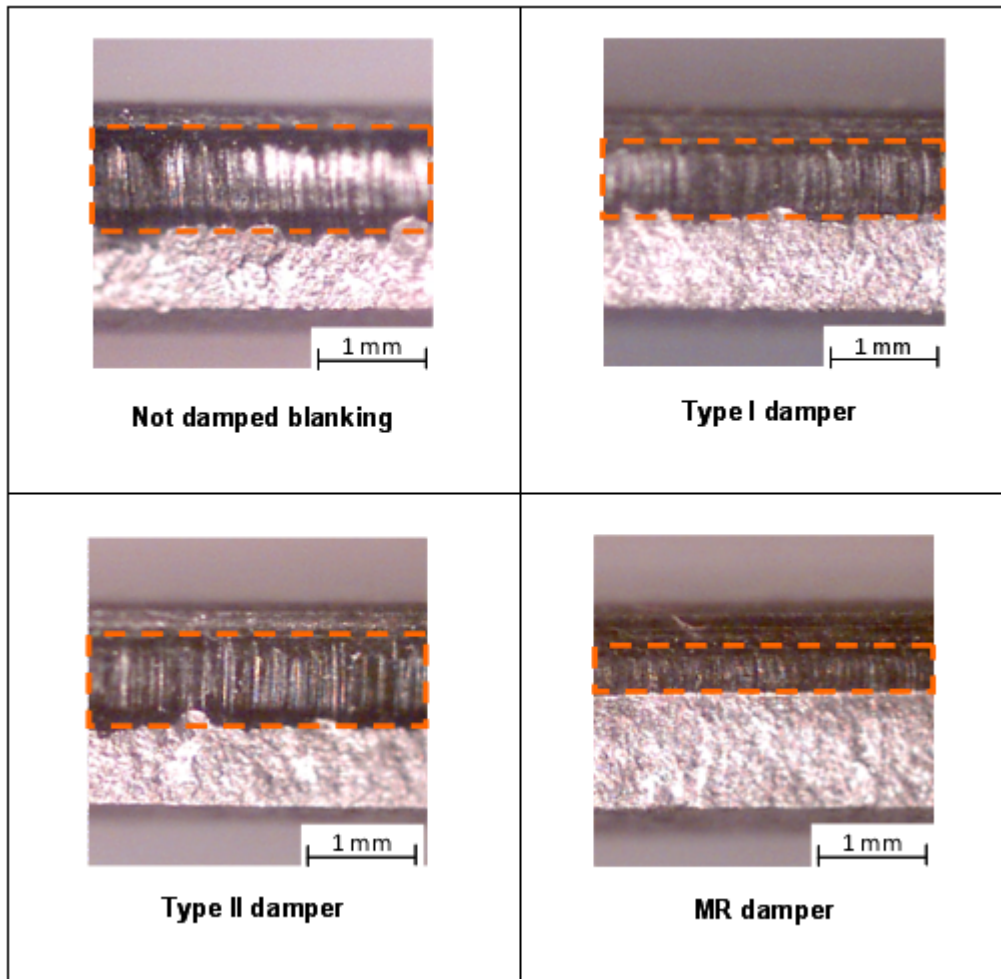 1 mm
Not damped blanking
1 mm
Type I damper
1 mm
Type II damper
1 mm
MR damper